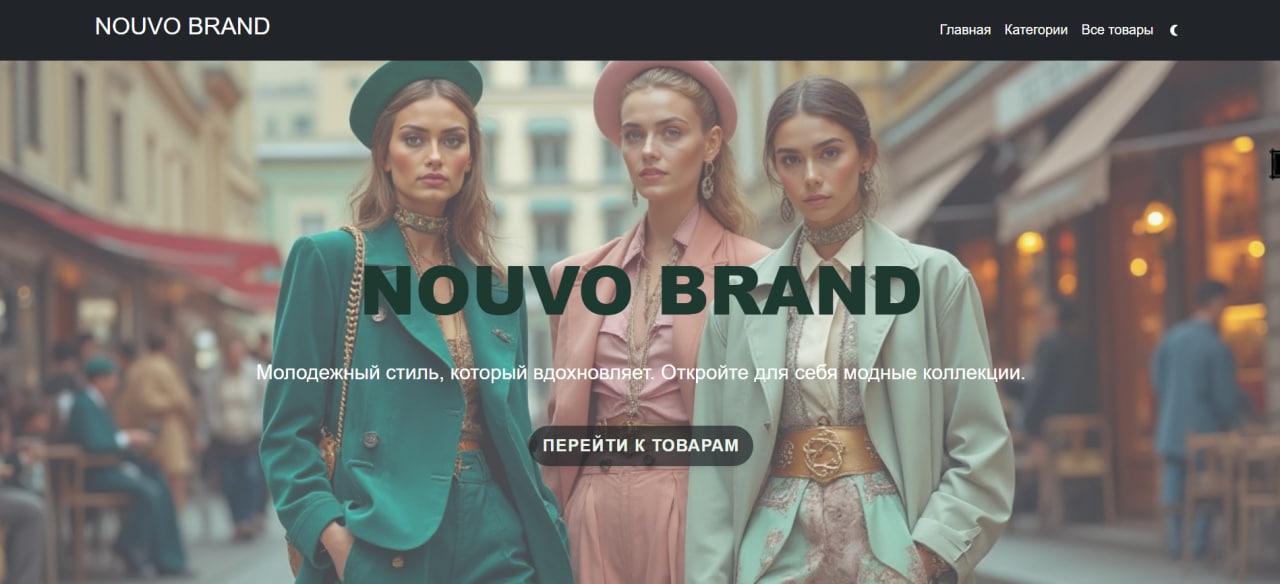 NOUVO BRAND
Главная Категории Все товары
NOUVO BRAND
Молодежный стиль, который вдохновляет. Откройте для себя модные коллекции.
ПЕРЕЙТИ К ТОВАРАМ